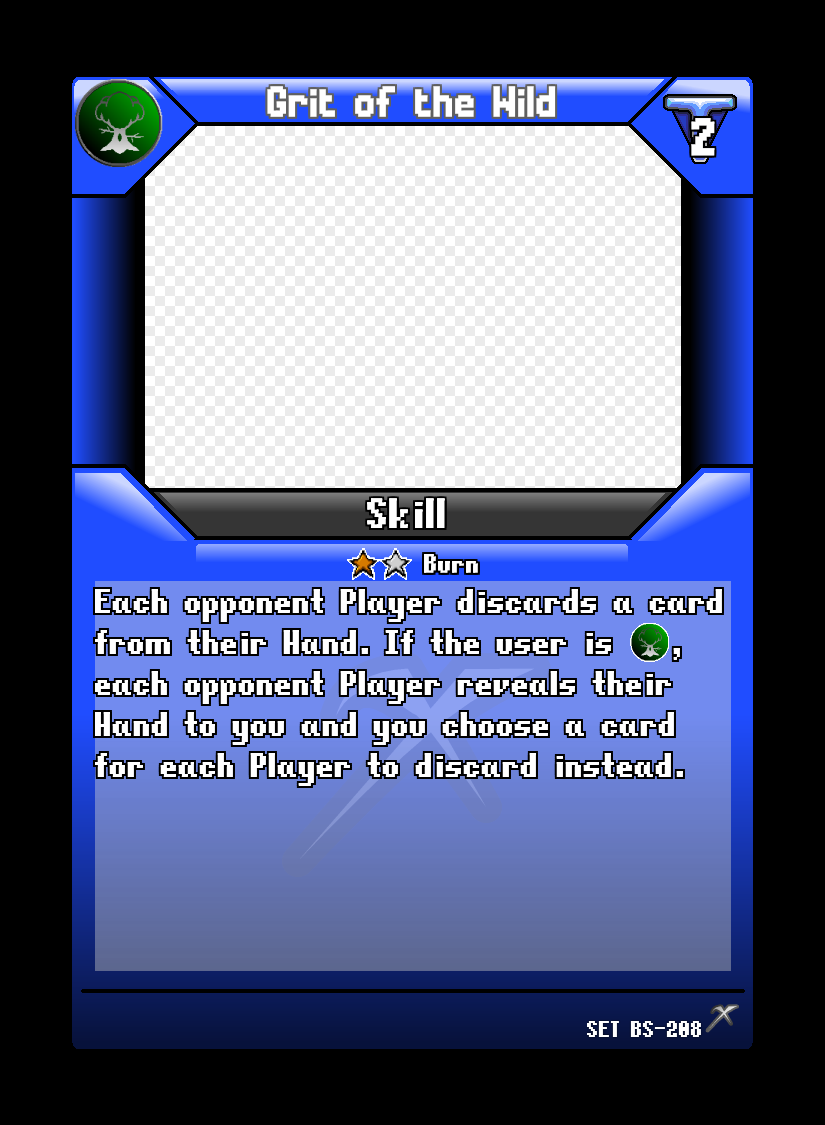 Grit of the Wild
2
Skill
Burn
Each opponent Player discards a card
from their Hand. If the user is ,
each opponent Player reveals their
Hand to you and you choose a card
for each Player to discard instead.
SET BS-208